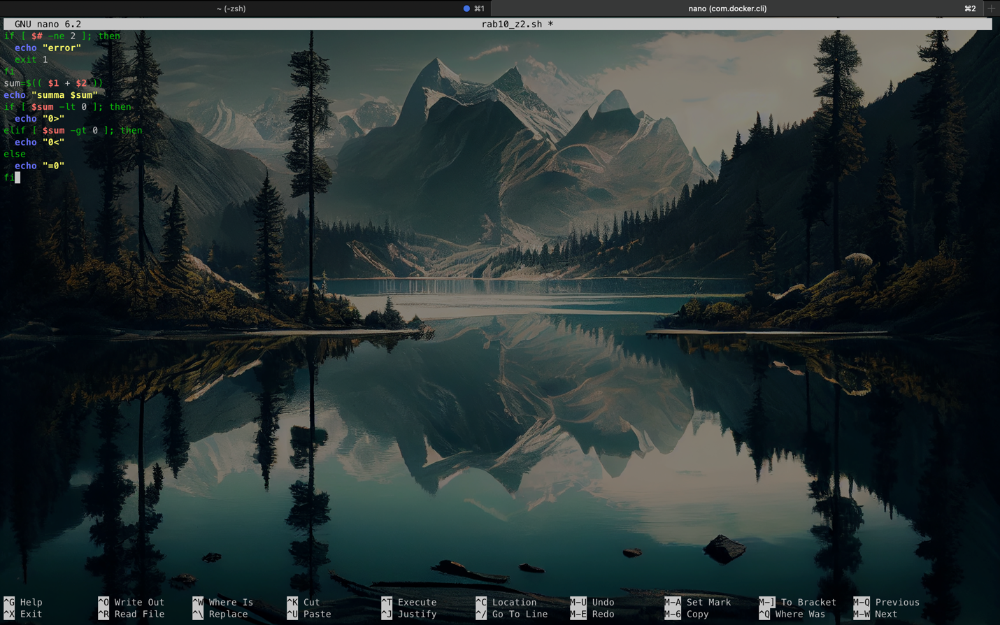 ~ (-zsh) ⌘1 nano (com.docker.cli) ⌘2
GNU nano 6.2 rab10_z2.sh *
if [ $# -ne 2 ]; then
  echo "error"
  exit 1
fi
sum=$(( $1 + $2 ))
echo "summa $sum"
if [ $sum -lt 0 ]; then
  echo "0>"
elif [ $sum -gt 0 ]; then
  echo "0<"
else
  echo "=0"
fi
^G Help ^O Write Out ^W Where Is ^K Cut ^T Execute ^C Location M-U Undo M-A Set Mark M-] To Bracket M-Q Previous
^X Exit ^R Read File ^\ Replace ^U Paste ^J Justify ^/ Go To Line M-E Redo M-6 Copy ^Q Where Was M-W Next